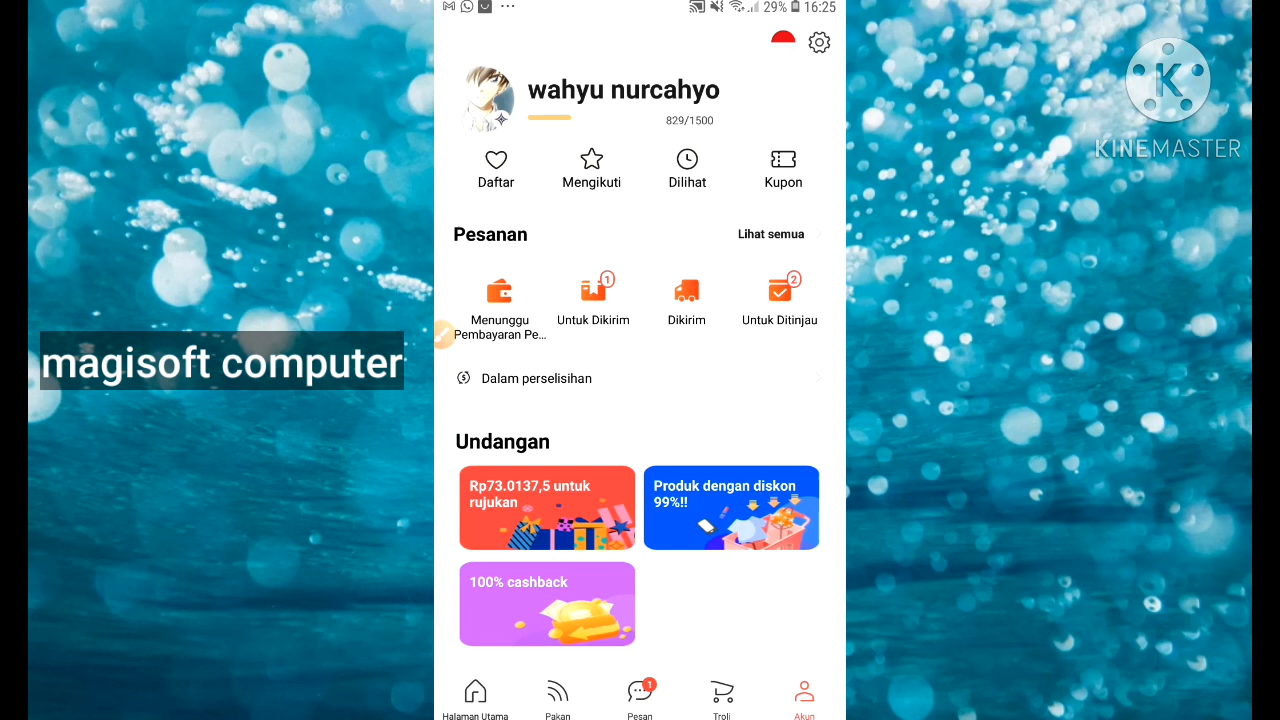 29% 16:25
wahyu nurcahyo
829/1500
Daftar
Mengikuti
Dilihat
Kupon
Pesanan
Lihat semua
1
2
Menunggu
Pembayaran Pe...
Untuk Dikirim
Dikirim
Untuk Ditinjau
Dalam perselisihan
Undangan
Rp73.0137,5 untuk
rujukan
Produk dengan diskon
99%!!
100% cashback
1
Halaman Utama
Pakan
Pesan
Troli
Akun
magisoft computer
K
KINEMASTER